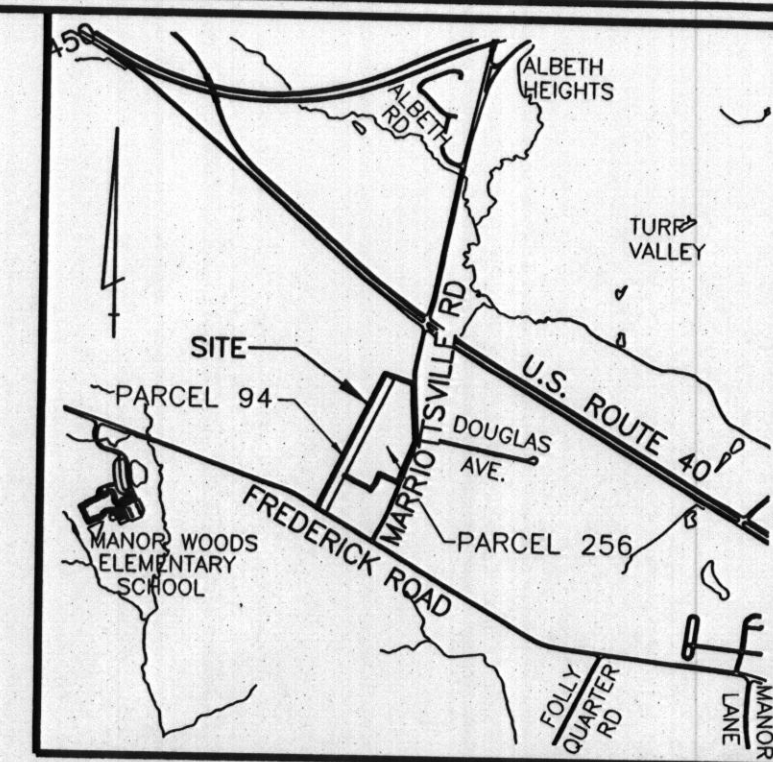 450
ALBETH
HEIGHTS
ALBETH
RD
TURF
VALLEY
SITE
PARCEL 94
MARRIOTTSVILLE RD
U.S. ROUTE 40
DOUGLAS
AVE.
FREDERICK ROAD
PARCEL 256
MANOR WOODS
ELEMENTARY
SCHOOL
FOLLY
QUARTER
RD
MANOR
LANE